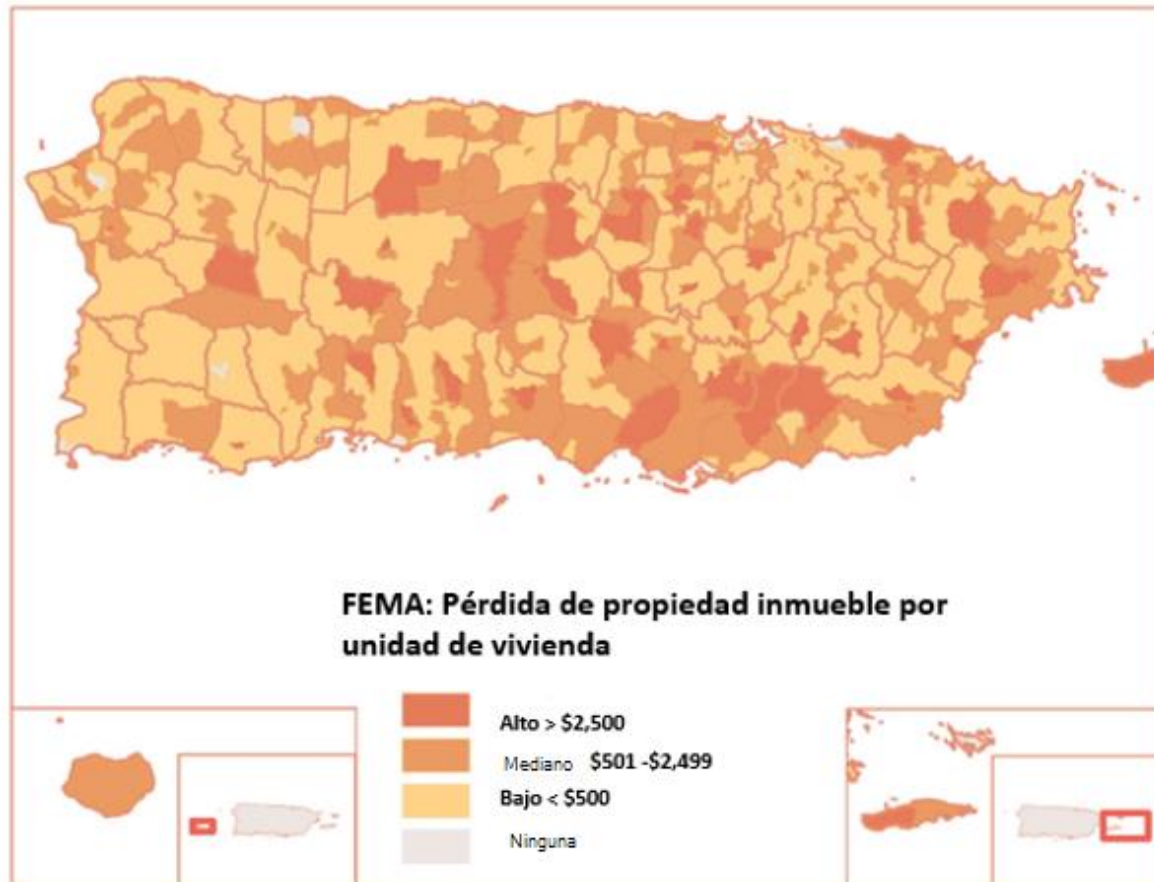 FEMA: Pérdida de propiedad inmueble por
unidad de vivienda
Alto > $2,500
Mediano $501 -$2,499
Bajo < $500
Ninguna